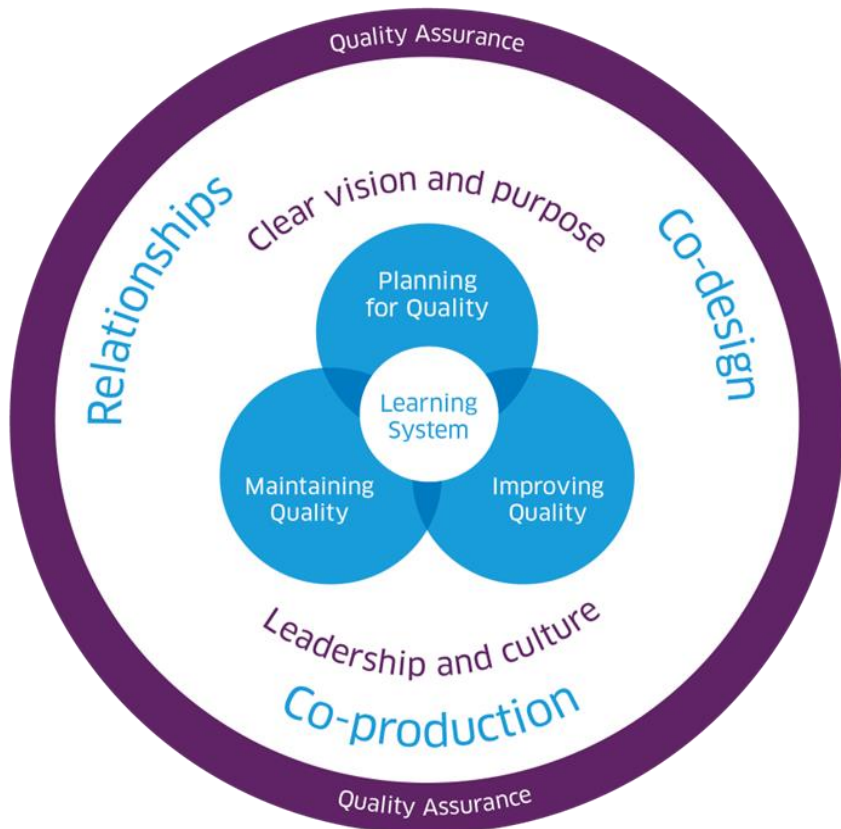 Quality Assurance
Clear vision and purpose
Relationships
Co-design
Planning
for Quality
Learning
System
Maintaining
Quality
Improving
Quality
Leadership and culture
Co-production
Quality Assurance